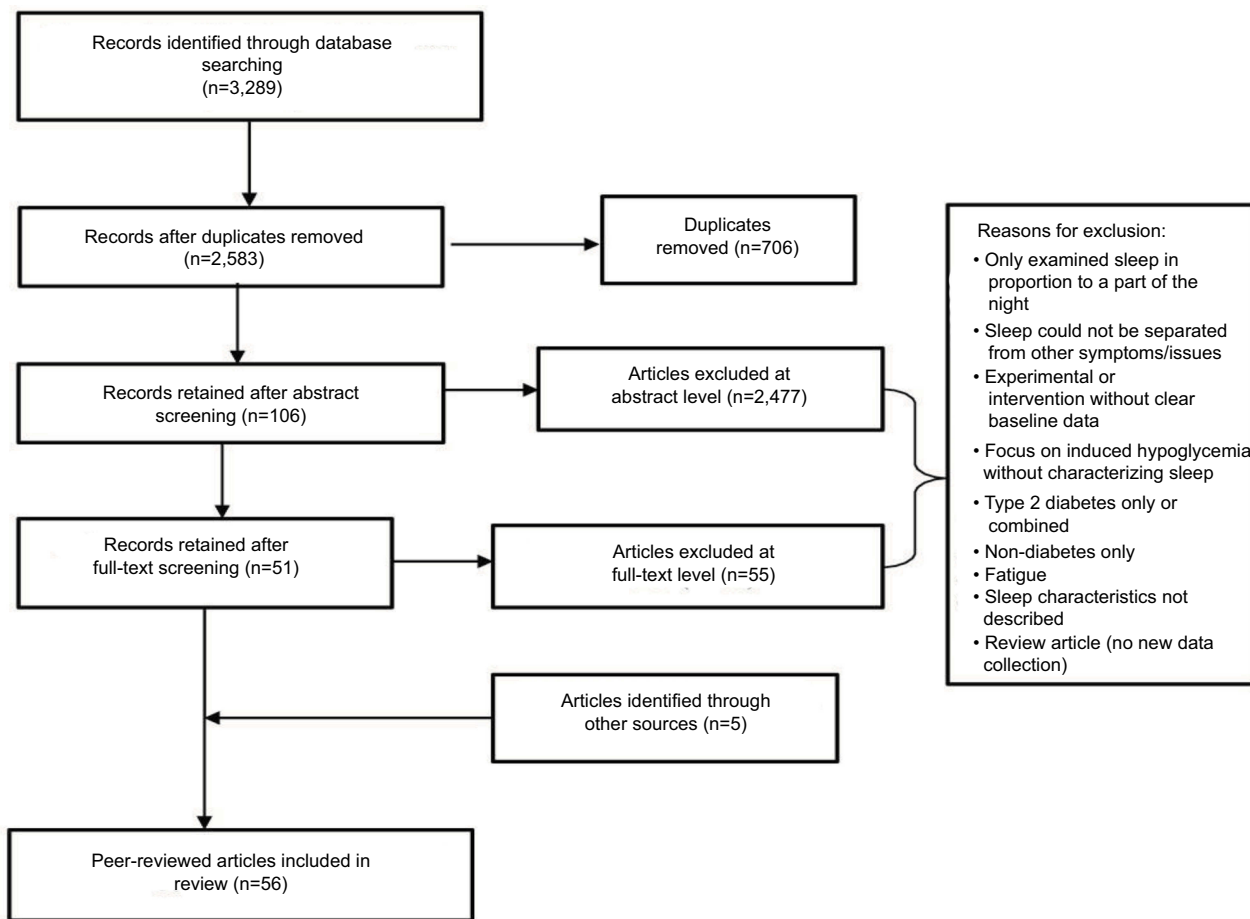 Records identified through database
searching
(n=3,289)
Records after duplicates removed
(n=2,583)
Duplicates
removed (n=706)
Records retained after abstract
screening (n=106)
Articles excluded at
abstract level (n=2,477)
Records retained after
full-text screening (n=51)
Articles excluded at
full-text level (n=55)
Reasons for exclusion:
• Only examined sleep in
proportion to a part of the
night
• Sleep could not be separated
from other symptoms/issues
• Experimental or
intervention without clear
baseline data
• Focus on induced hypoglycemia
without characterizing sleep
• Type 2 diabetes only or
combined
• Non-diabetes only
• Fatigue
• Sleep characteristics not
described
• Review article (no new data
collection)
Articles identified through
other sources (n=5)
Peer-reviewed articles included in
review (n=56)